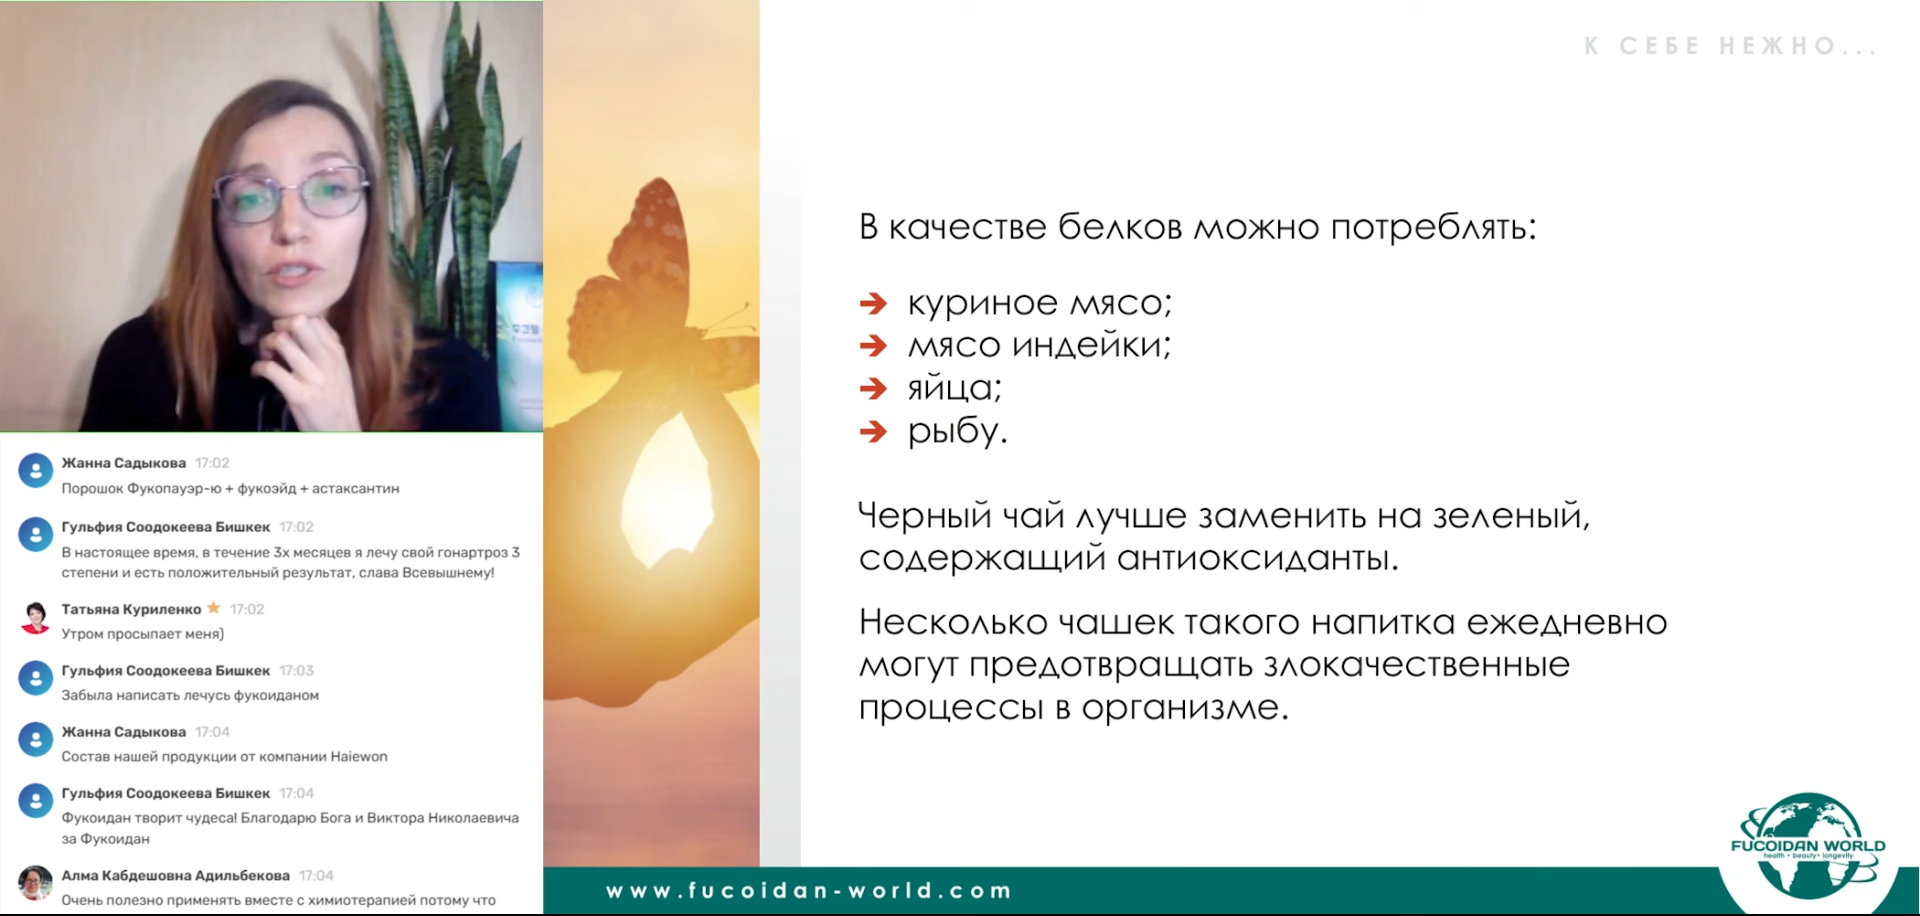 К СЕБЕ НЕЖНО...
В качестве белков можно потреблять:
куриное мясо;
мясо индейки;
яйца;
рыбу.
Черный чай лучше заменить на зеленый,
содержащий антиоксиданты.
Несколько чашек такого напитка ежедневно
могут предотвращать злокачественные
процессы в организме.
Жанна Садыкова 17:02
Порошок Фукопауэр-ю + фукоэйд + астаксантин
Гульфия Соодокеева Бишкек 17:02
В настоящее время, в течение 3х месяцев я лечу свой гонартроз 3
степени и есть положительный результат, слава Всевышнему!
Татьяна Куриленко 17:02
Утром просыпает меня)
Гульфия Соодокеева Бишкек 17:03
Забыла написать лечусь фукоиданом
Жанна Садыкова 17:04
Состав нашей продукции от компании Haiewon
Гульфия Соодокеева Бишкек 17:04
Фукоидан творит чудеса! Благодарю Бога и Виктора Николаевича
за Фукоидан
Алма Кабдешовна Адильбекова 17:04
Очень полезно применять вместе с химиотерапией потому что
www.fucoidan-world.com
FUCOIDAN WORLD
health • beauty • longevity